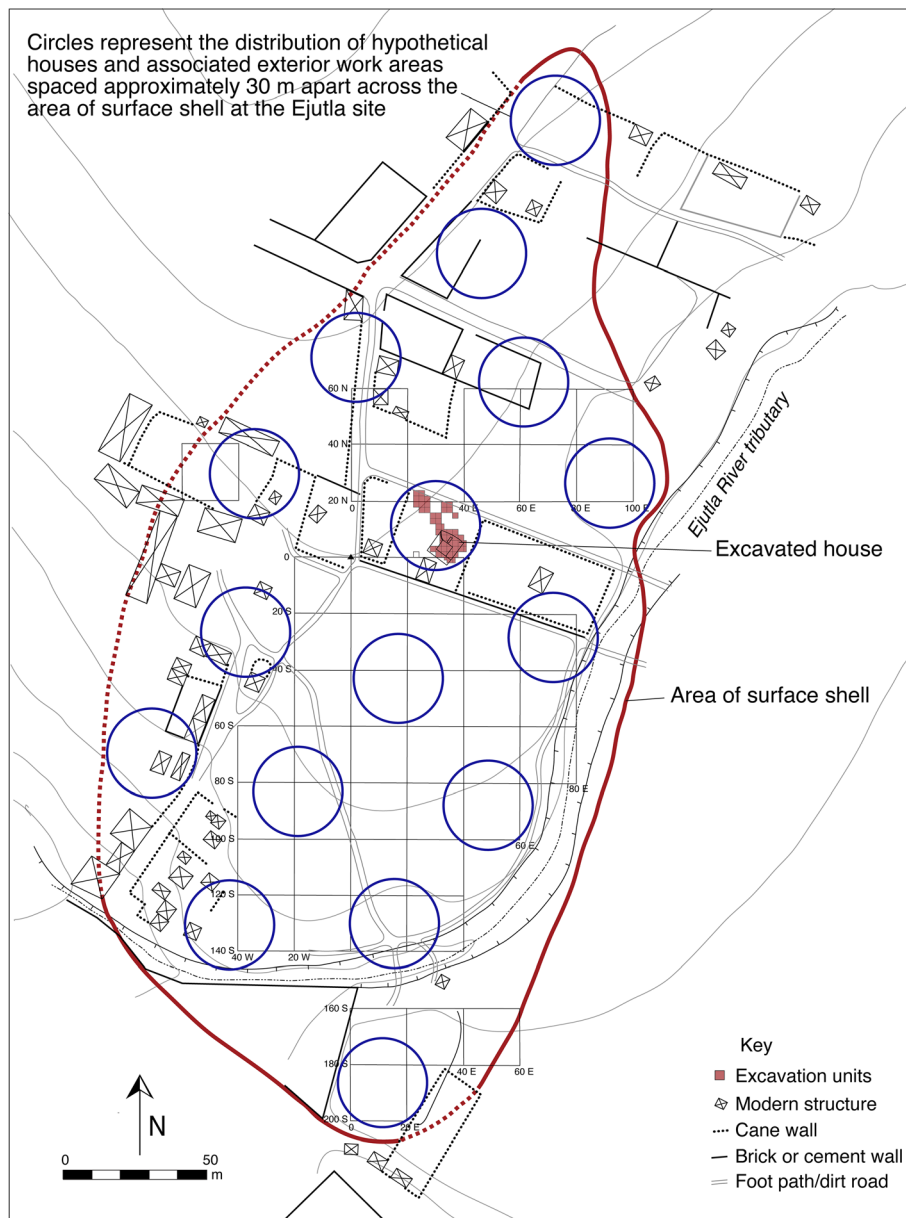 Circles represent the distribution of hypothetical
houses and associated exterior work areas
spaced approximately 30 m apart across the
area of surface shell at the Ejutla site
60 N
40 N
20 N
40 E
60 E
80 E
100 E
Ejutla River tributary
Excavated house
0
20 S
40 S
Area of surface shell
60 S
80 S
80 E
100 S
60 E
120 S
140 S
40 W
20 W
160 S
180 S
40 E
60 E
200 S
0
20 E
Key
Excavation units
Modern structure
Cane wall
Brick or cement wall
Foot path/dirt road
N
0
50
m